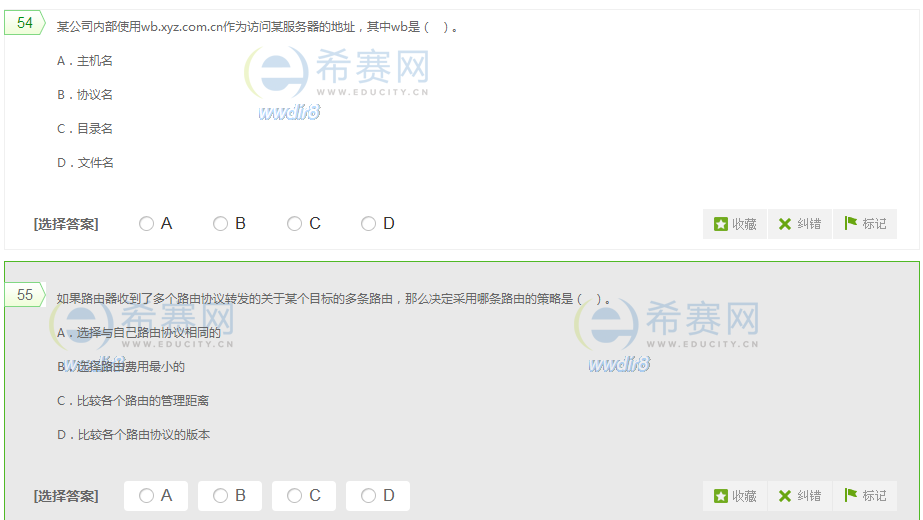 54
某公司内部使用wb.xyz.com.cn作为访问某服务器的地址，其中wb是（　）。
A．主机名
B．协议名
C．目录名
D．文件名
希赛网
WWW.EDUCITY.CN
wwdir8
[选择答案] A B C D 收藏 纠错 标记
55
如果路由器收到了多个路由协议转发的关于某个目标的多条路由，那么决定采用哪条路由的策略是（　）。
A．选择与自己路由协议相同的
B．选择路由费用最小的
C．比较各个路由的管理距离
D．比较各个路由协议的版本
希赛网
WWW.EDUCITY.CN
wwdir8
希赛网
WWW.EDUCITY.CN
wwdir8
[选择答案] A B C D 收藏 纠错 标记